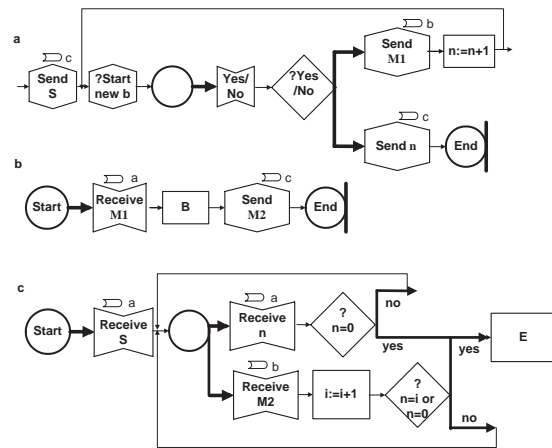 a
c
Send
S
?Start
new b
Yes/
No
?Yes
/No
b
Send
M1
n:=n+1
c
Send n
End
b
Start
a
Receive
M1
B
c
Send
M2
End
c
Start
a
Receive
S
a
Receive
n
?
n=0
no
yes
yes
E
b
Receive
M2
i:=i+1
?
n=i or
n=0
no